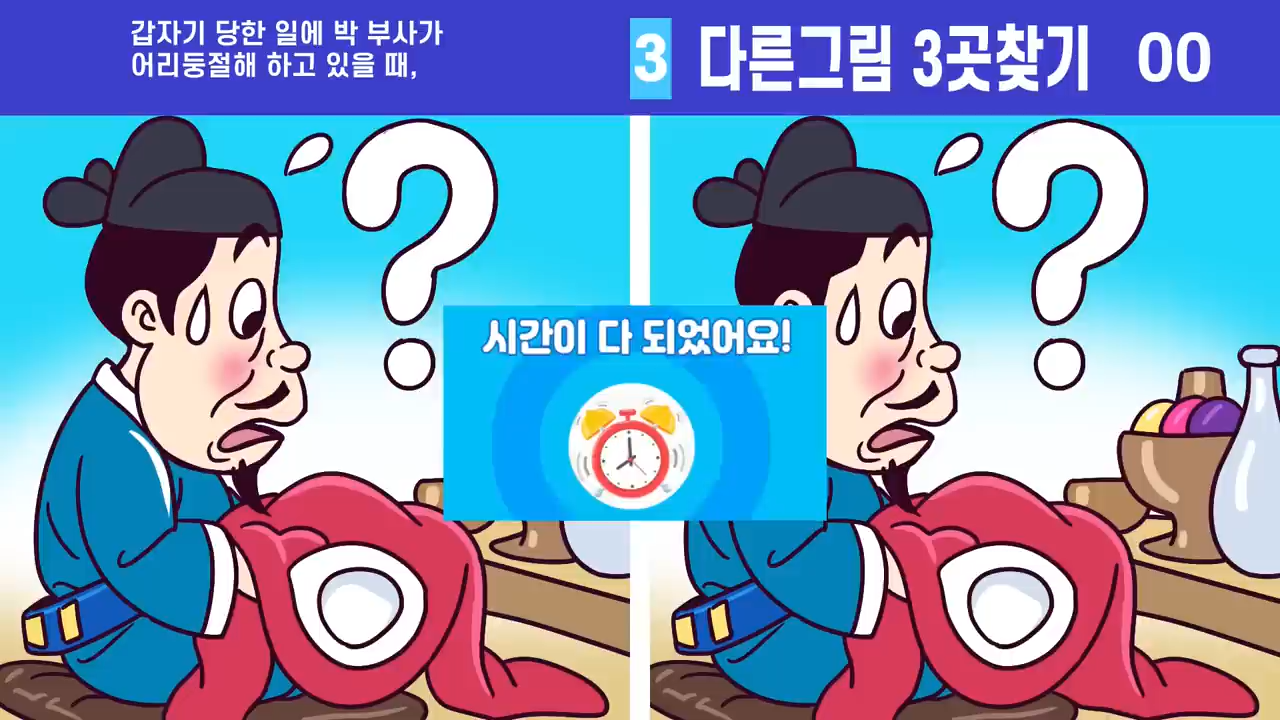 갑자기 당한 일에 박 부사가
어리둥절해 하고 있을 때,
3 다른그림 3곳찾기 00
?
?
시간이 다 되었어요!